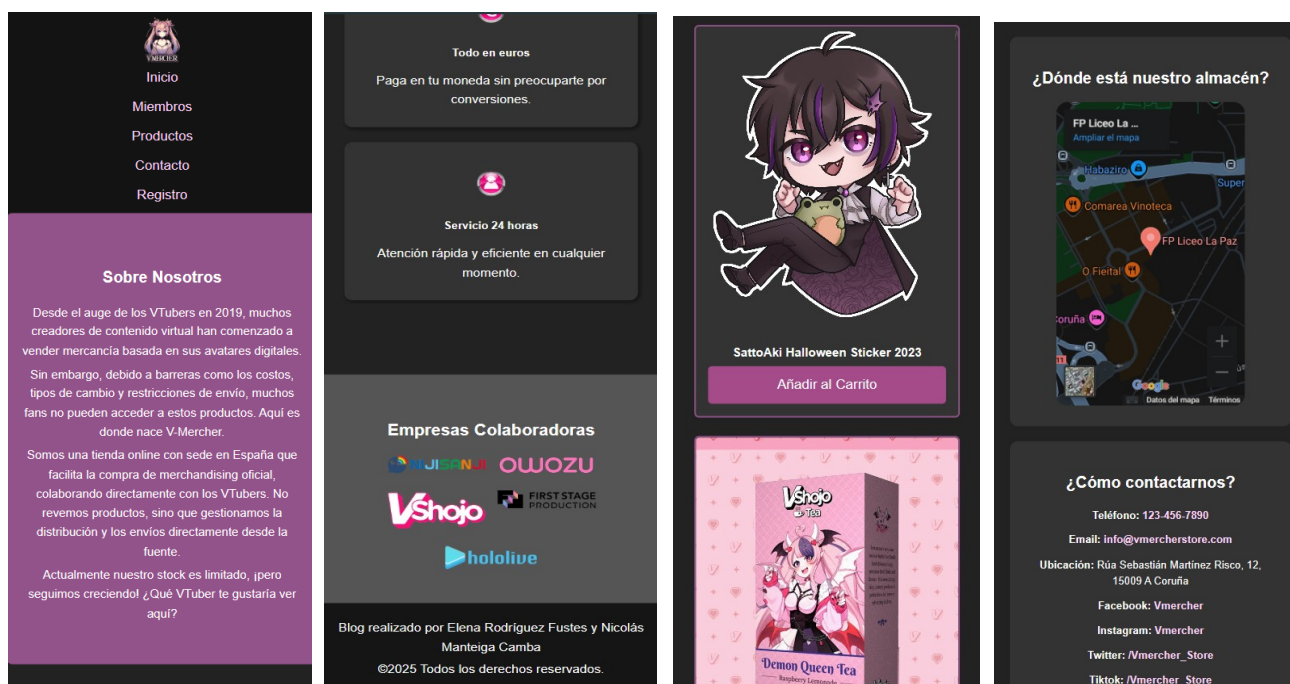 VMERCIER
Inicio
Miembros
Productos
Contacto
Registro
Sobre Nosotros
Desde el auge de los VTubers en 2019, muchos
creadores de contenido virtual han comenzado a
vender mercancía basada en sus avatares digitales.
Sin embargo, debido a barreras como los costos,
tipos de cambio y restricciones de envío, muchos
fans no pueden acceder a estos productos. Aquí es
donde nace V-Mercher.
Somos una tienda online con sede en España que
facilita la compra de merchandising oficial,
colaborando directamente con los VTubers. No
revemos productos, sino que gestionamos la
distribución y los envíos directamente desde la
fuente.
Actualmente nuestro stock es limitado, ¡pero
seguimos creciendo! ¿Qué VTuber te gustaría ver
aquí?
Todo en euros
Paga en tu moneda sin preocuparte por
conversiones.
Servicio 24 horas
Atención rápida y eficiente en cualquier
momento.
Empresas Colaboradoras
NIJISANJI OWOZU
VShojo FIRST STAGE
PRODUCTION
hololive
Blog realizado por Elena Rodríguez Fustes y Nicolás
Manteiga Camba
©2025 Todos los derechos reservados.
SattoAki Halloween Sticker 2023
Añadir al Carrito
VShojo
Tea
Demon Queen Tea
Raspberry Lemonade
¿Dónde está nuestro almacén?
FP Liceo La ...
Ampliar el mapa
Habaziro
Super
Comarea Vinoteca
FP Liceo La Paz
O Fieital
Coruña
11
Google
Datos del mapa Términos
¿Cómo contactarnos?
Teléfono: 123-456-7890
Email: info@vmercherstore.com
Ubicación: Rúa Sebastián Martínez Risco, 12,
15009 A Coruña
Facebook: Vmercher
Instagram: Vmercher
Twitter: /Vmercher_Store
Tiktok: /Vmercher_Store